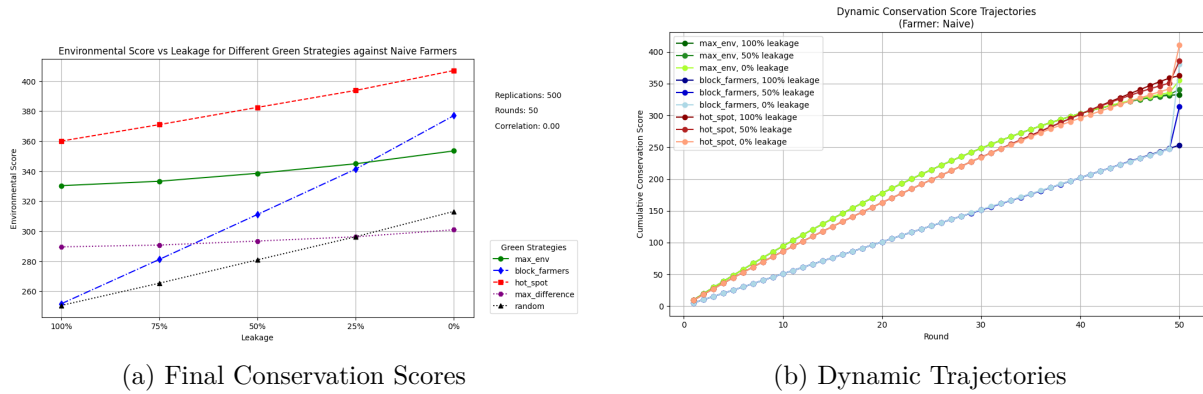 Environmental Score vs Leakage for Different Green Strategies against Naive Farmers
Environmental Score
400
380
360
340
320
300
280
260
100%
75%
50%
25%
0%
Leakage
Replications: 500
Rounds: 50
Correlation: 0.00
Green Strategies
max_env
block_farmers
hot_spot
max_difference
random
(a) Final Conservation Scores
Dynamic Conservation Score Trajectories
(Farmer: Naive)
Cumulative Conservation Score
400
350
300
250
200
150
100
50
0
0
10
20
30
40
50
Round
max_env, 100% leakage
max_env, 50% leakage
max_env, 0% leakage
block_farmers, 100% leakage
block_farmers, 50% leakage
block_farmers, 0% leakage
hot_spot, 100% leakage
hot_spot, 50% leakage
hot_spot, 0% leakage
(b) Dynamic Trajectories